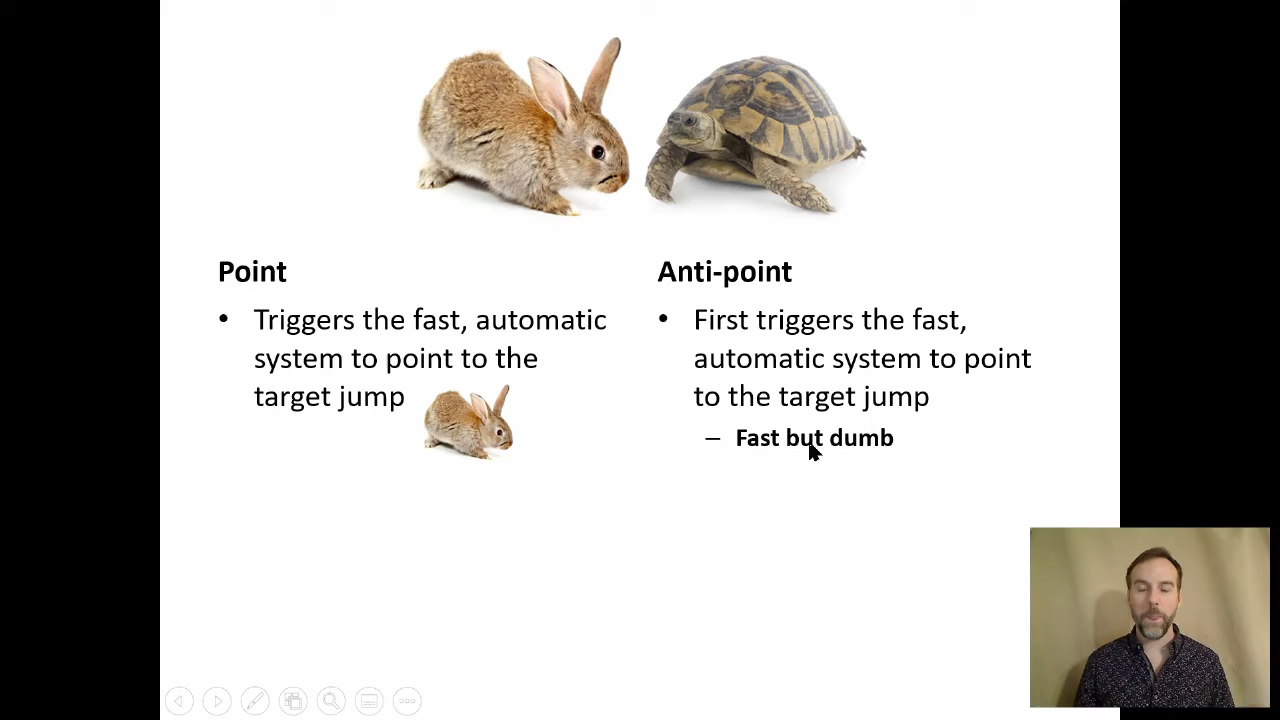 Point
• Triggers the fast, automatic
system to point to the
target jump
Anti-point
• First triggers the fast,
automatic system to point
to the target jump
– Fast but dumb